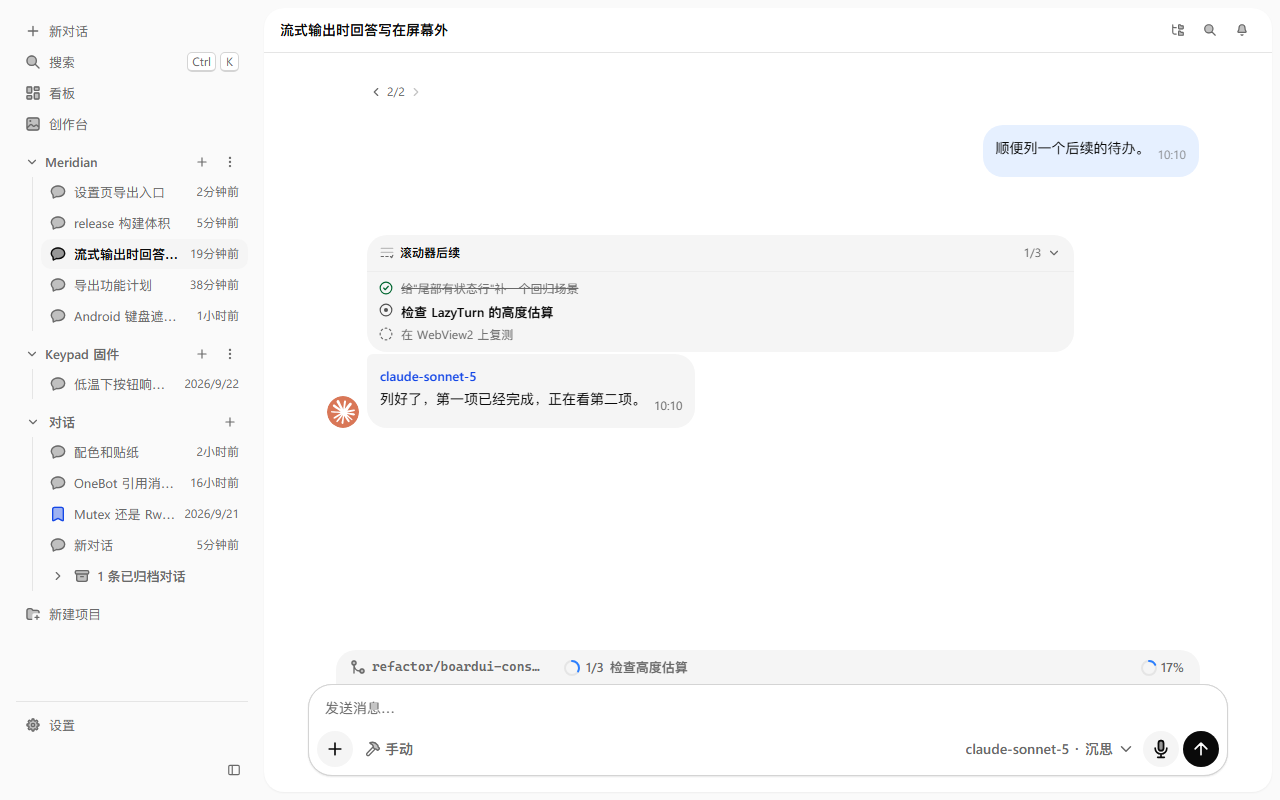 新对话
搜索 Ctrl K
看板
创作台
Meridian
设置页导出入口 2分钟前
release 构建体积 5分钟前
流式输出时回答... 19分钟前
导出功能计划 38分钟前
Android 键盘遮... 1小时前
Keypad 固件
低温下按钮响... 2026/9/22
对话
配色和贴纸 2小时前
OneBot 引用消... 16小时前
Mutex 还是 Rw... 2026/9/21
新对话 5分钟前
1 条已归档对话
新建项目
设置
流式输出时回答写在屏幕外
2/2
顺便列一个后续的待办。 10:10
滚动器后续 1/3
给“尾部有状态行”补一个回归场景
检查 LazyTurn 的高度估算
在 WebView2 上复测
claude-sonnet-5
列好了，第一项已经完成，正在看第二项。 10:10
refactor/boardui-cons... 1/3 检查高度估算 17%
发送消息...
手动 claude-sonnet-5 · 沉思